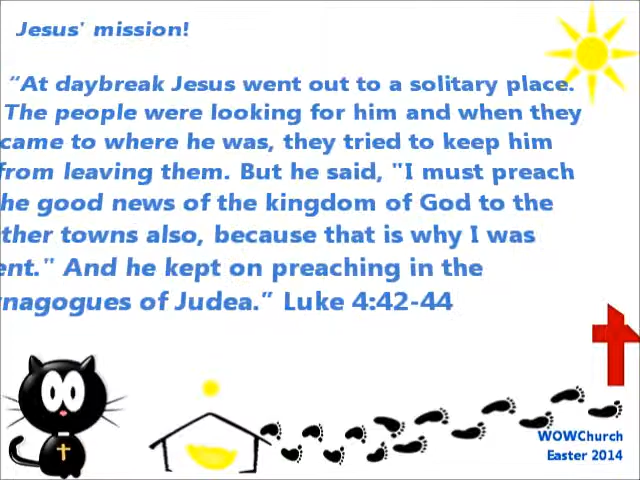 Jesus' mission!
“At daybreak Jesus went out to a solitary place.
The people were looking for him and when they
came to where he was, they tried to keep him
from leaving them. But he said, "I must preach
he good news of the kingdom of God to the
ther towns also, because that is why I was
ent." And he kept on preaching in the
nagogues of Judea.” Luke 4:42-44
WOWChurch
Easter 2014